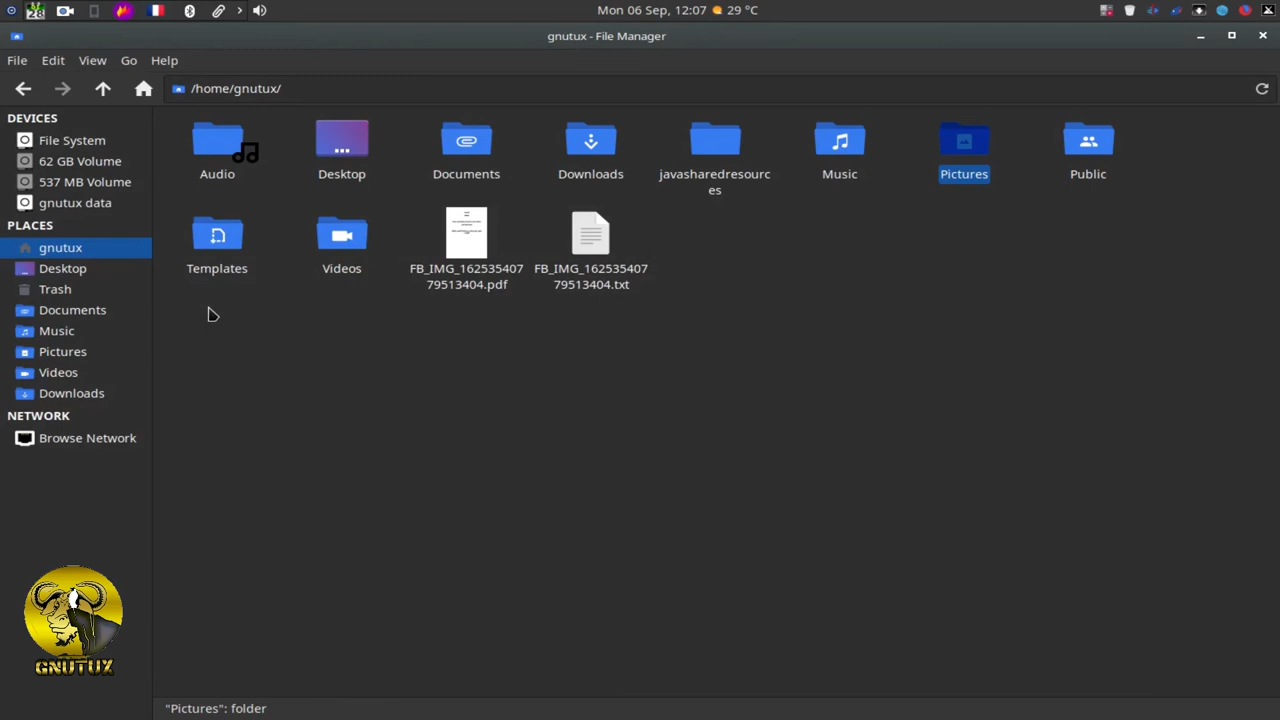 28
Mon 06 Sep, 12:07 29 °C
gnutux - File Manager
File Edit View Go Help
/home/gnutux/
DEVICES
File System
62 GB Volume
537 MB Volume
gnutux data
PLACES
gnutux
Desktop
Trash
Documents
Music
Pictures
Videos
Downloads
NETWORK
Browse Network
Audio
Desktop
Documents
Downloads
javasharedresourc
es
Music
Pictures
Public
Templates
Videos
FB_IMG_162535407
79513404.pdf
FB_IMG_162535407
79513404.txt
GNUTUX
"Pictures": folder